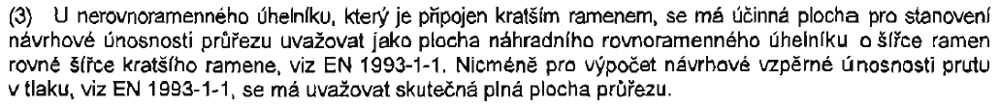 (3) U nerovnoramenného úhelníku, který je připojen kratším ramenem, se má účinná plocha pro stanovení
návrhové únosnosti průřezu uvažovat jako plocha náhradního rovnoramenného úhelníku o šířce ramen
rovné šířce kratšího ramene, viz EN 1993-1-1. Nicméně pro výpočet návrhové vzpěrné únosnosti prutu
v tlaku, viz EN 1993-1-1, se má uvažovat skutečná plná plocha průřezu.